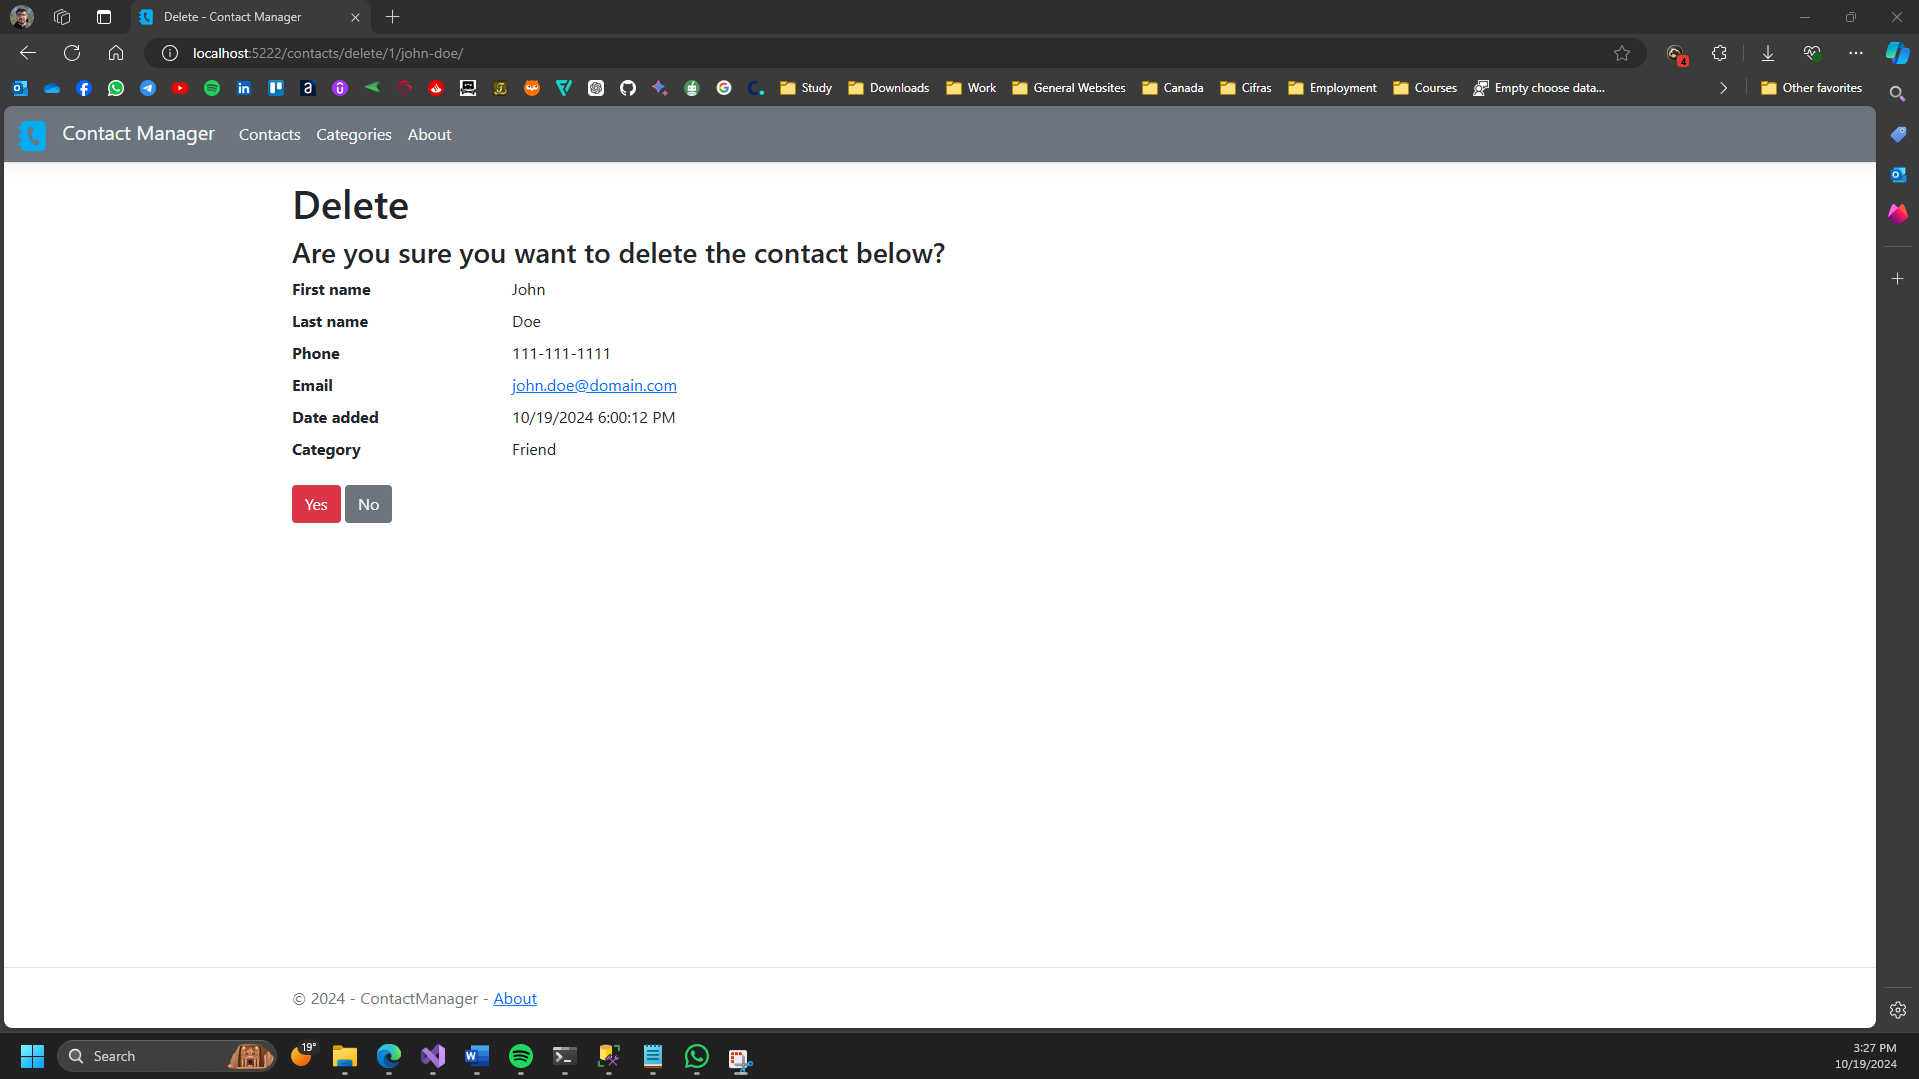 Delete - Contact Manager
localhost:5222/contacts/delete/1/john-doe/
4
Study
Downloads
Work
General Websites
Canada
Cifras
Employment
Courses
Empty choose data...
Other favorites
Contact Manager
Contacts
Categories
About
Delete
Are you sure you want to delete the contact below?
First name John
Last name Doe
Phone 111-111-1111
Email john.doe@domain.com
Date added 10/19/2024 6:00:12 PM
Category Friend
Yes No
© 2024 - ContactManager - About
Search
19°
3:27 PM
10/19/2024